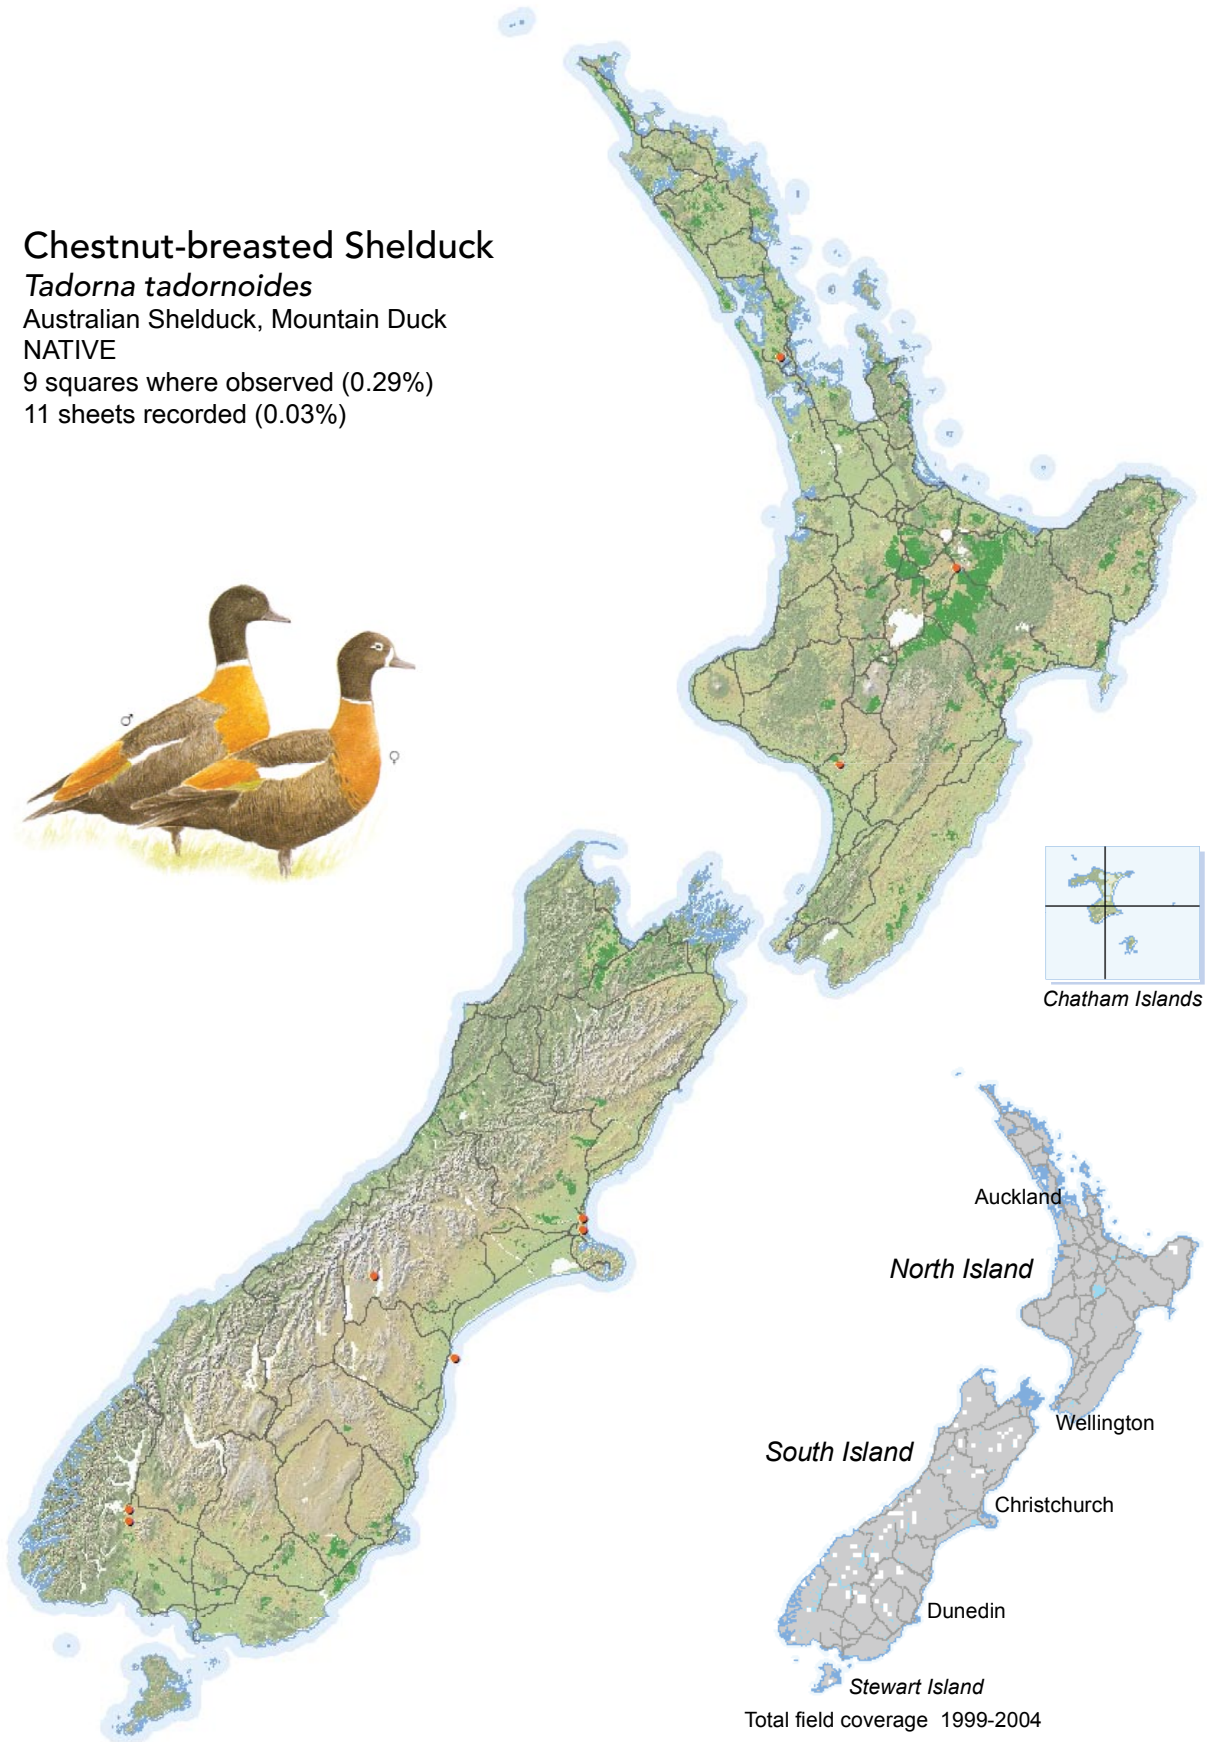 Chestnut-breasted Shelduck
Tadorna tadornoides
Australian Shelduck, Mountain Duck
NATIVE
9 squares where observed (0.29%)
11 sheets recorded (0.03%)
♂
♀
Chatham Islands
Auckland
North Island
Wellington
South Island
Christchurch
Dunedin
Stewart Island
Total field coverage 1999-2004